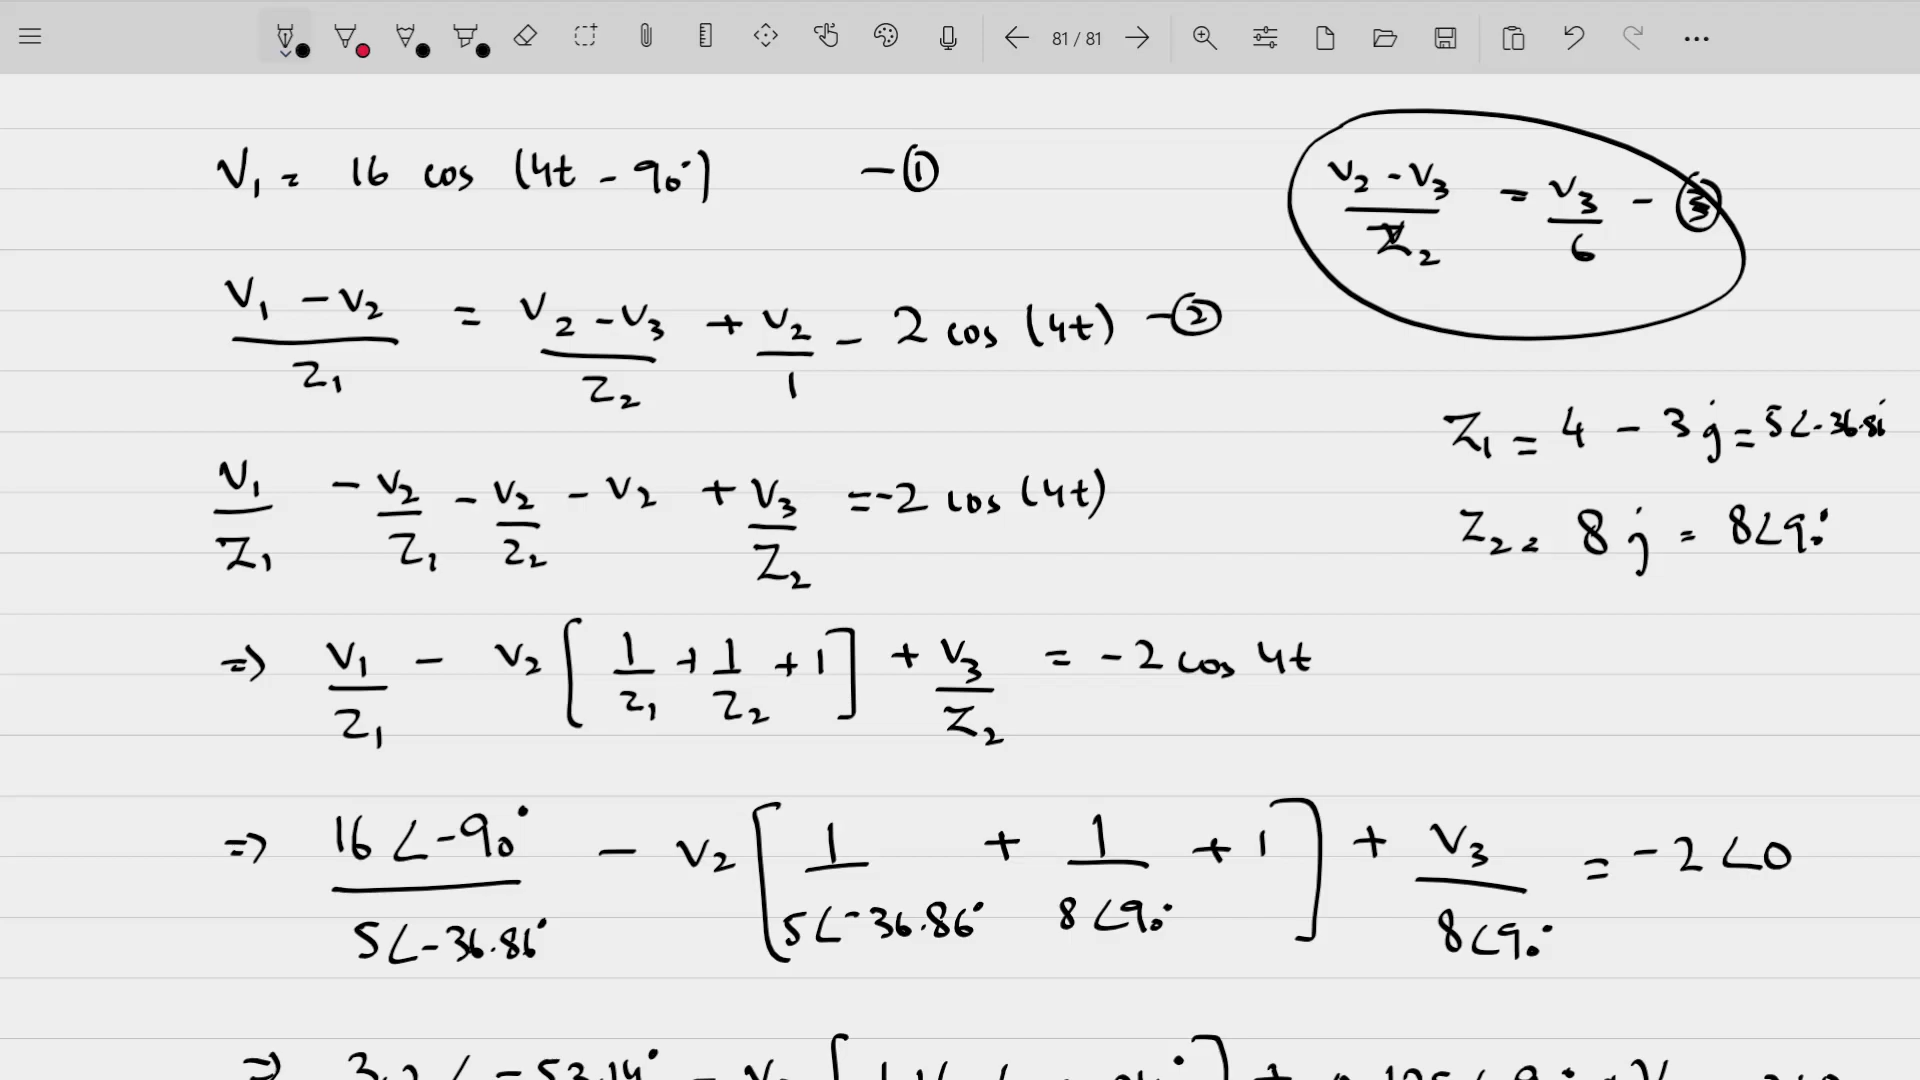 81 / 81
V₁ = 16 cos (4t - 90°) - ①
(V₂ - V₃)/Z₂ = V₃/6 - ③
(V₁ - V₂)/Z₁ = (V₂ - V₃)/Z₂ + V₂/1 - 2 cos (4t) - ②
Z₁ = 4 - 3j = 5∠-36.86°
V₁/Z₁ - V₂/Z₁ - V₂/Z₂ - V₂ + V₃/Z₂ = -2 cos (4t)
Z₂ = 8j = 8∠90°
⇒ V₁/Z₁ - V₂ [1/Z₁ + 1/Z₂ + 1] + V₃/Z₂ = -2 cos 4t
⇒ 16∠-90°/5∠-36.86° - V₂ [1/5∠-36.86° + 1/8∠90° + 1] + V₃/8∠90° = -2∠0